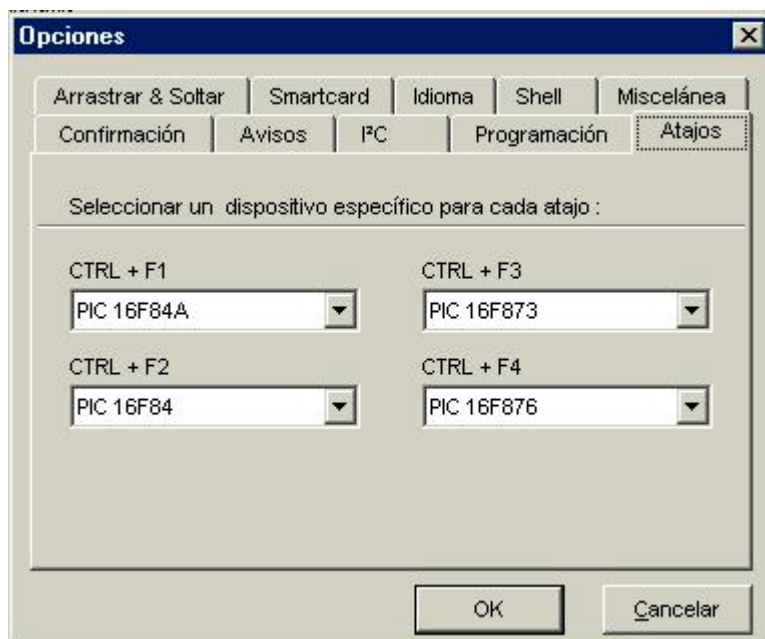 Opciones
Arrastrar & Soltar Smartcard Idioma Shell Miscelánea
Confirmación Avisos I²C Programación Atajos
Seleccionar un dispositivo específico para cada atajo :
CTRL + F1 CTRL + F3
PIC 16F84A PIC 16F873
CTRL + F2 CTRL + F4
PIC 16F84 PIC 16F876
OK Cancelar